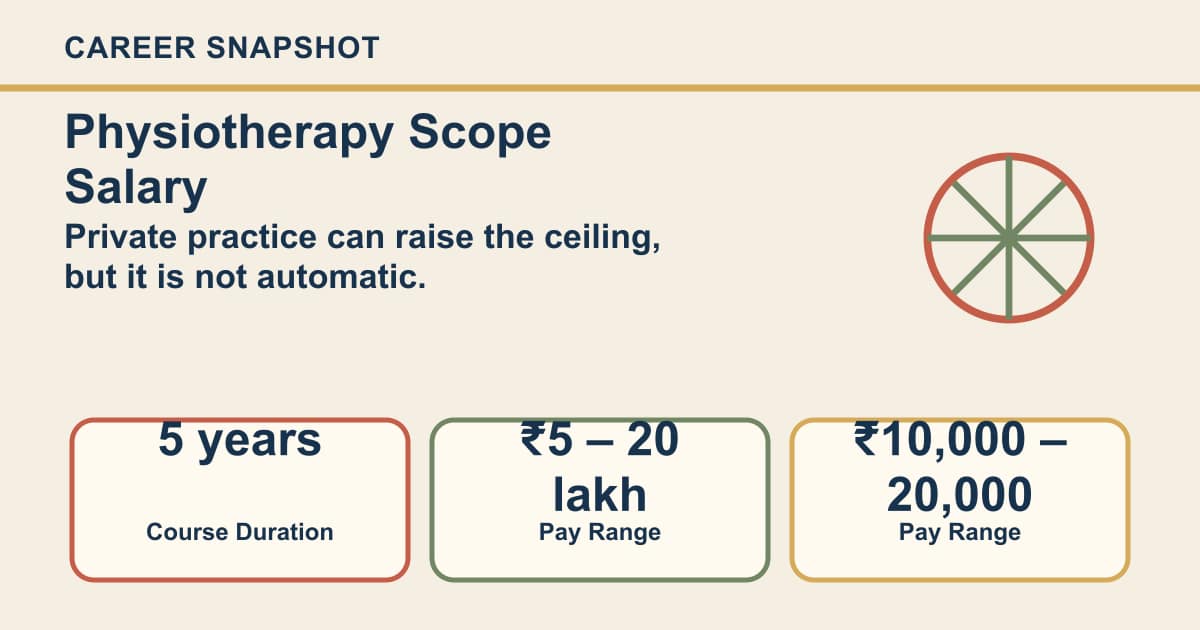 CAREER SNAPSHOT
Physiotherapy Scope
Salary
Private practice can raise the ceiling,
but it is not automatic.
5 years
Course Duration
₹5 – 20
lakh
Pay Range
₹10,000 –
20,000
Pay Range